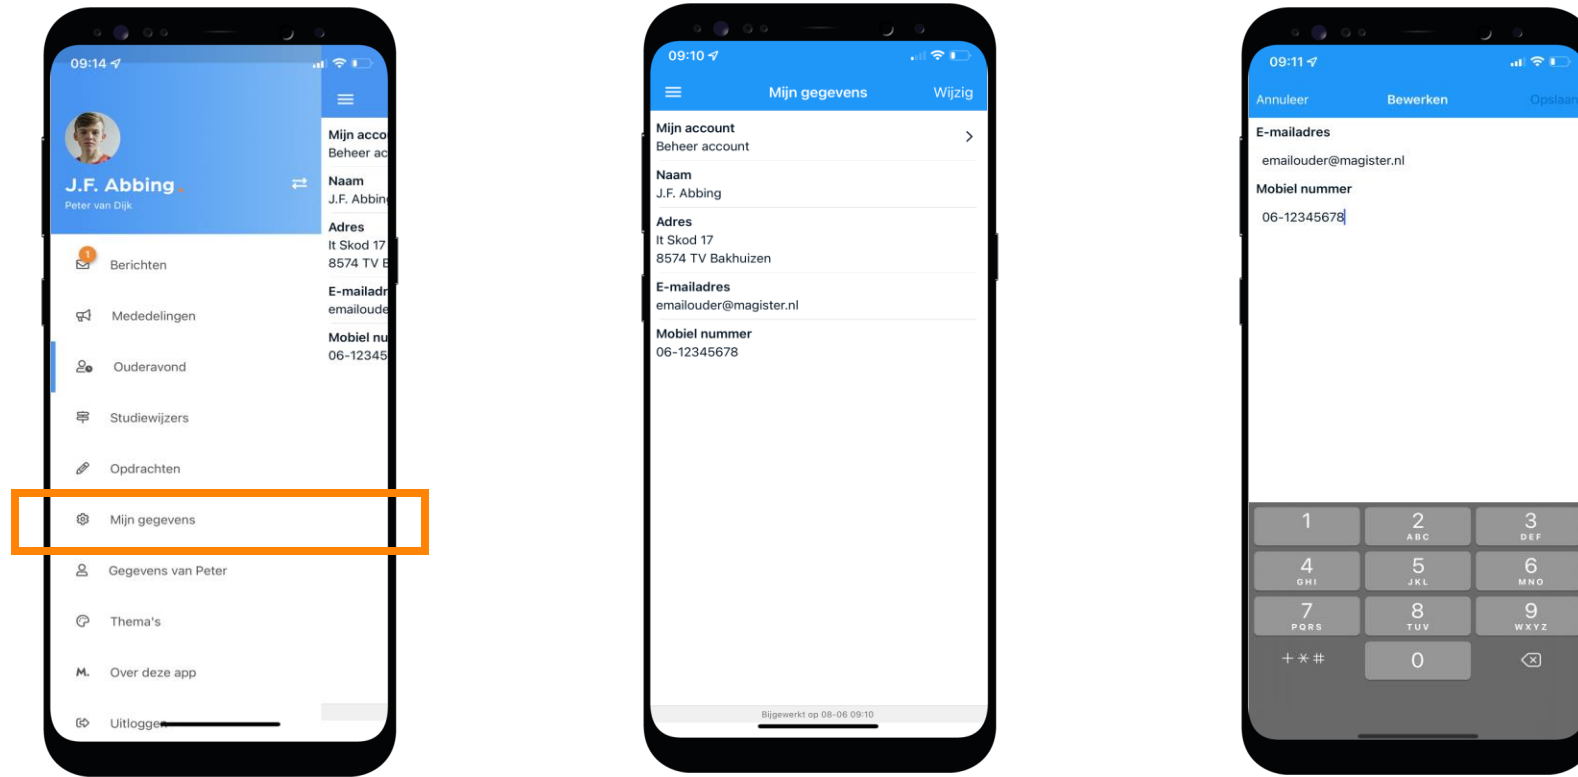 09:14
Mijn acco
Beheer ac
J.F. Abbing.
Peter van Dijk
Naam
J.F. Abbin
Adres
It Skod 17
8574 TV B
E-mailadr
emailoude
Mobiel nu
06-12345
1
Berichten
Mededelingen
Ouderavond
Studiewijzers
Opdrachten
Mijn gegevens
Gegevens van Peter
Thema's
M. Over deze app
Uitlogge
09:10
Mijn gegevens Wijzig
Mijn account
Beheer account
Naam
J.F. Abbing
Adres
It Skod 17
8574 TV Bakhuizen
E-mailadres
emailouder@magister.nl
Mobiel nummer
06-12345678
Bijgewerkt op 08-06 09:10
09:11
Annuleer Bewerken Opslaan
E-mailadres
emailouder@magister.nl
Mobiel nummer
06-12345678
1 2 3
ABC DEF
4 5 6
GHI JKL MNO
7 8 9
PQRS TUV WXYZ
+*# 0